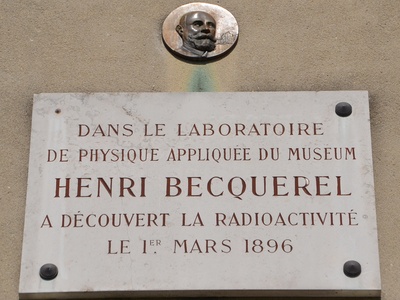 DANS LE LABORATOIRE
DE PHYSIQUE APPLIQUÉE DU MUSEUM
HENRI BECQUEREL
A DÉCOUVERT LA RADIOACTIVITÉ
LE 1ER MARS 1896